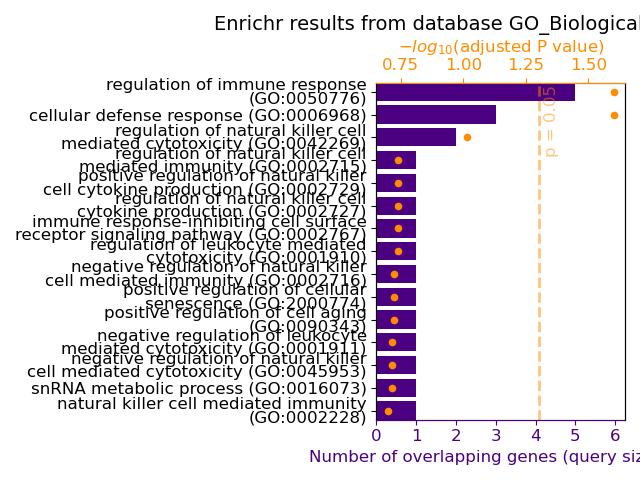 Enrichr results from database GO_Biological
−log10(adjusted P value)
0.75 1.00 1.25 1.50
regulation of immune response
(GO:0050776)
cellular defense response (GO:0006968)
regulation of natural killer cell
mediated cytotoxicity (GO:0042269)
regulation of natural killer cell
mediated immunity (GO:0002715)
positive regulation of natural killer
cell cytokine production (GO:0002729)
regulation of natural killer cell
cytokine production (GO:0002727)
immune response-inhibiting cell surface
receptor signaling pathway (GO:0002767)
regulation of leukocyte mediated
cytotoxicity (GO:0001910)
negative regulation of natural killer
cell mediated immunity (GO:0002716)
positive regulation of cellular
senescence (GO:2000774)
positive regulation of cell aging
(GO:0090343)
negative regulation of leukocyte
mediated cytotoxicity (GO:0001911)
negative regulation of natural killer
cell mediated cytotoxicity (GO:0045953)
snRNA metabolic process (GO:0016073)
natural killer cell mediated immunity
(GO:0002228)
p = 0.05
0 1 2 3 4 5 6
Number of overlapping genes (query siz